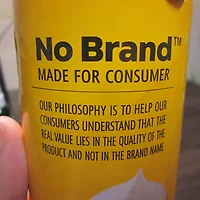 No Brand™
MADE FOR CONSUMER
OUR PHILOSOPHY IS TO HELP OUR
CONSUMERS UNDERSTAND THAT THE
REAL VALUE LIES IN THE QUALITY OF THE
PRODUCT AND NOT IN THE BRAND NAME